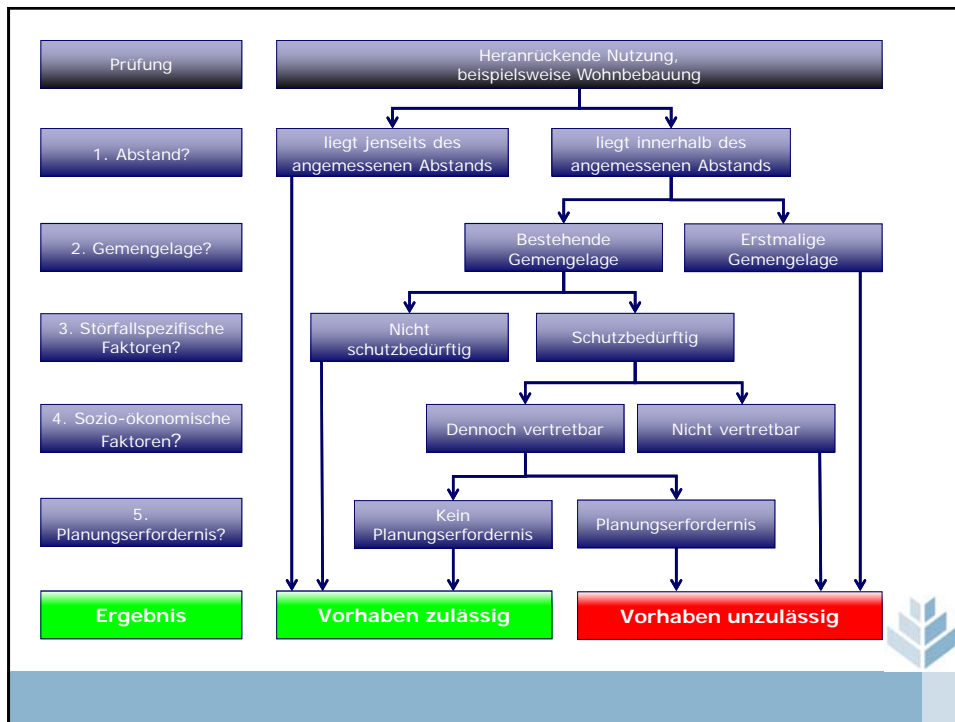 Prüfung
Heranrückende Nutzung,
beispielsweise Wohnbebauung
1. Abstand?
liegt jenseits des
angemessenen Abstands
liegt innerhalb des
angemessenen Abstands
2. Gemengelage?
Bestehende
Gemengelage
Erstmalige
Gemengelage
3. Störfallspezifische
Faktoren?
Nicht
schutzbedürftig
Schutzbedürftig
4. Sozio-ökonomische
Faktoren?
Dennoch vertretbar
Nicht vertretbar
5.
Planungserfordernis?
Kein
Planungserfordernis
Planungserfordernis
Ergebnis
Vorhaben zulässig
Vorhaben unzulässig